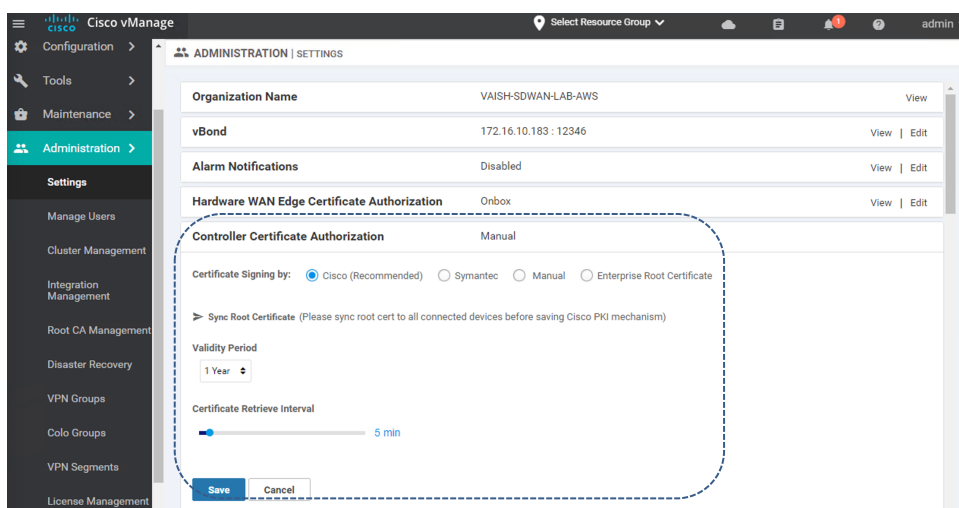 cisco Cisco vManage
Select Resource Group
1
admin
Configuration
Tools
Maintenance
Administration
Settings
Manage Users
Cluster Management
Integration
Management
Root CA Management
Disaster Recovery
VPN Groups
Colo Groups
VPN Segments
License Management
ADMINISTRATION | SETTINGS
Organization Name VAISH-SDWAN-LAB-AWS View
vBond 172.16.10.183 : 12346 View | Edit
Alarm Notifications Disabled View | Edit
Hardware WAN Edge Certificate Authorization Onbox View | Edit
Controller Certificate Authorization Manual
Certificate Signing by: Cisco (Recommended) Symantec Manual Enterprise Root Certificate
Sync Root Certificate (Please sync root cert to all connected devices before saving Cisco PKI mechanism)
Validity Period
1 Year
Certificate Retrieve Interval
5 min
Save Cancel